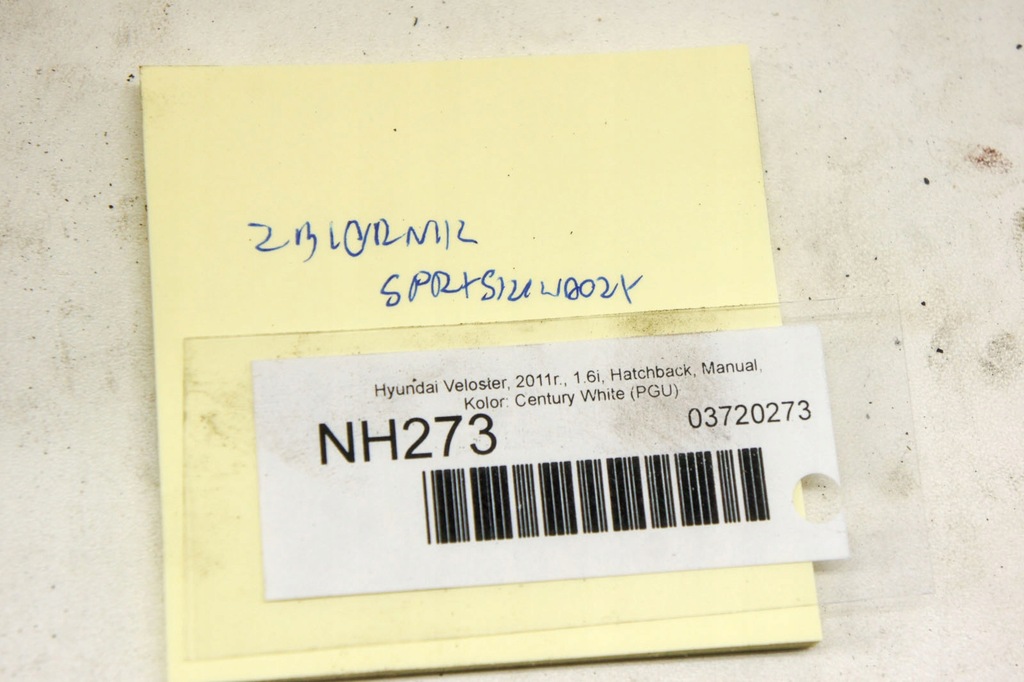 ZBIORNIK
SPRYSKIWACZY
Hyundai Veloster, 2011r., 1.6i, Hatchback, Manual,
Kolor: Century White (PGU)
NH273
03720273